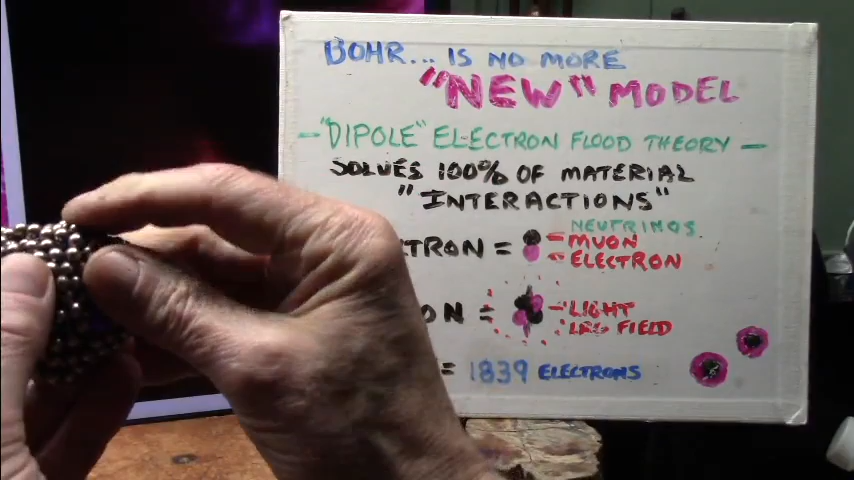 BOHR... IS NO MORE
"NEW" MODEL
- "DIPOLE" ELECTRON FLOOD THEORY -
SOLVES 100% OF MATERIAL
"INTERACTIONS"
NEUTRINOS
TRON = - MUON
- ELECTRON
ON = - LIGHT
FIELD
= 1839 ELECTRONS